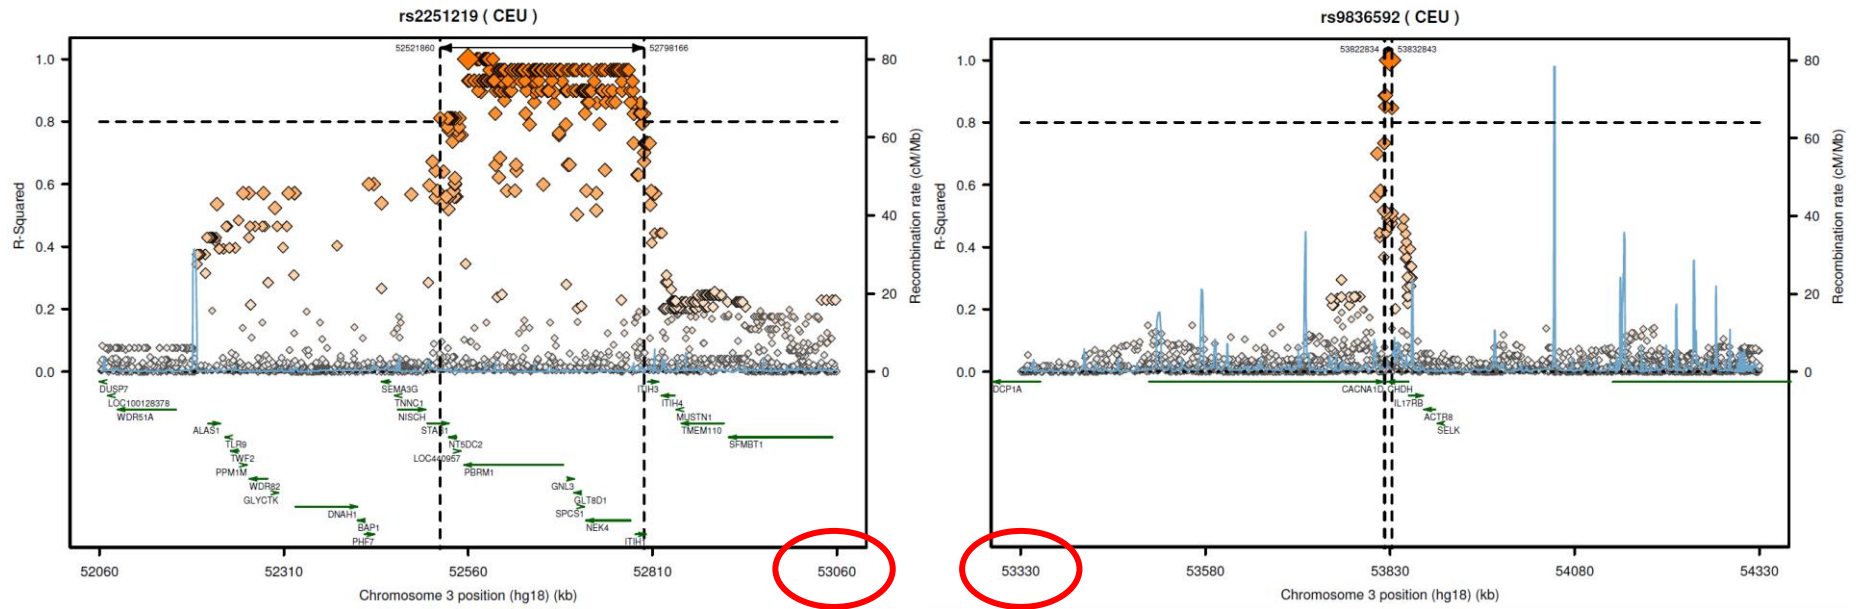 rs2251219 ( CEU )
52521860
52798166
1.0
0.8
0.6
0.4
0.2
0.0
R-Squared
80
60
40
20
0
Recombination rate (cM/Mb)
DUSP7
LOC100128378
WDR51A
ALAS1
TLR9
TWF2
PPM1M
WDR82
GLYCTK
DNAH1
BAP1
PHF7
SEMA3G
TNNC1
NISCH
STAB1
NT5DC2
LOC440957
PBRM1
GNL3
GLT8D1
SPCS1
NEK4
ITIH1
ITIH3
ITIH4
MUSTN1
TMEM110
SFMBT1
52060
52310
52560
52810
53060
Chromosome 3 position (hg18) (kb)
rs9836592 ( CEU )
53822834
53832843
1.0
0.8
0.6
0.4
0.2
0.0
R-Squared
80
60
40
20
0
Recombination rate (cM/Mb)
DCP1A
CACNA1D
CHDH
IL17RB
ACTR8
SELK
53330
53580
53830
54080
54330
Chromosome 3 position (hg18) (kb)